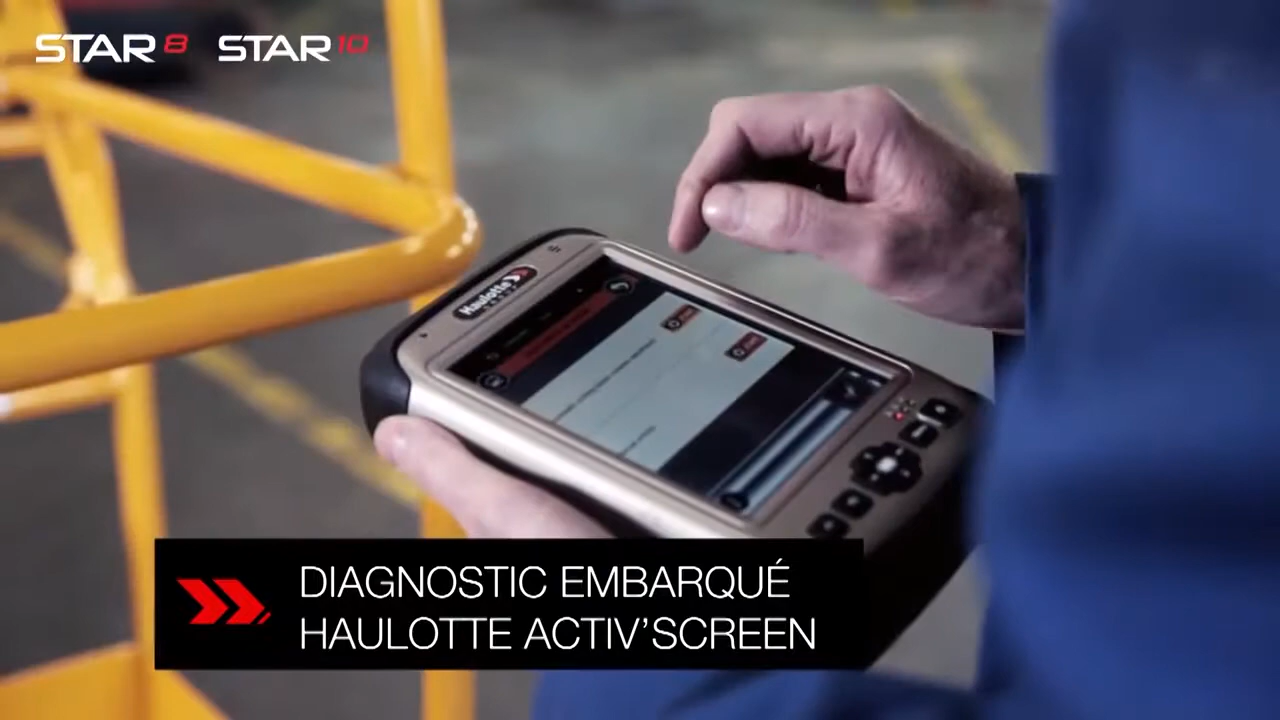 STAR 8 STAR 10
Haulotte
DIAGNOSTIC EMBARQUÉ
HAULOTTE ACTIV’SCREEN